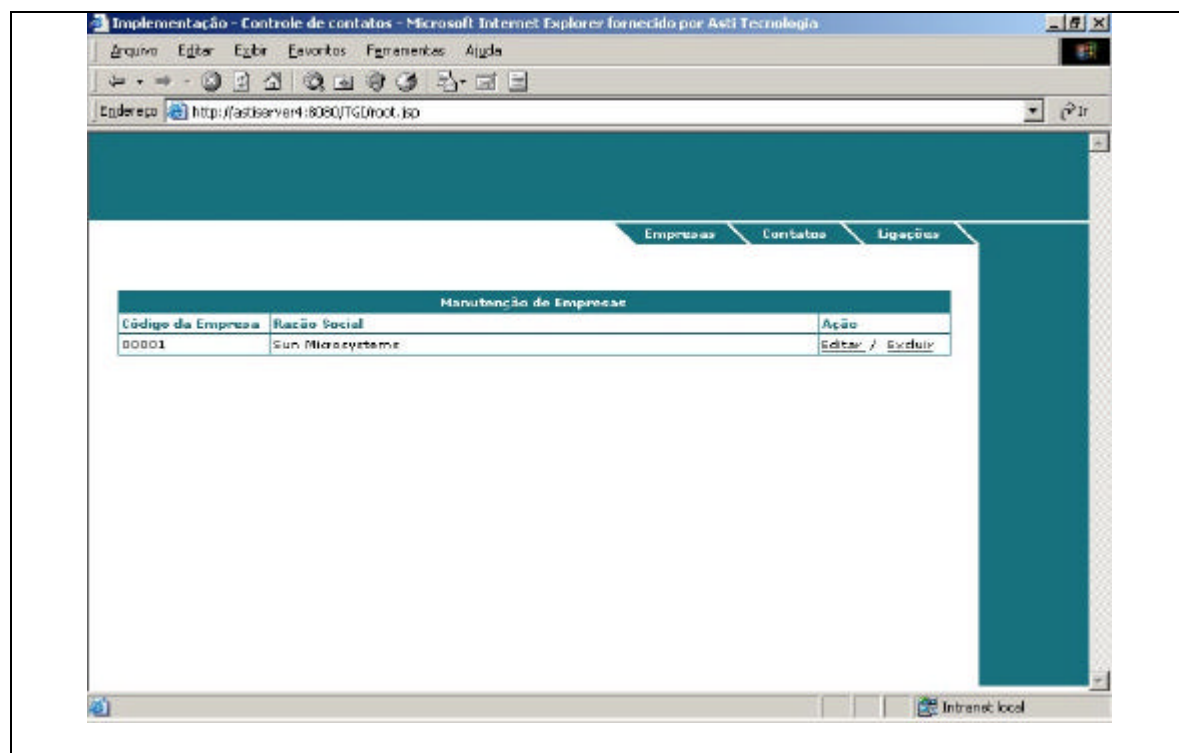 Implementação - Controle de contatos - Microsoft Internet Explorer fornecido por Asti Tecnologia
Arquivo Editar Exibir Favoritos Ferramentas Ajuda
Endereço http://astiserver4:8080/TGI/root.jsp Ir
Empresas Contatos Ligações
Manutenção de Empresas
Código da Empresa Razão Social Ação
00001 Sun Microsystems Editar / Excluir
Intranet local